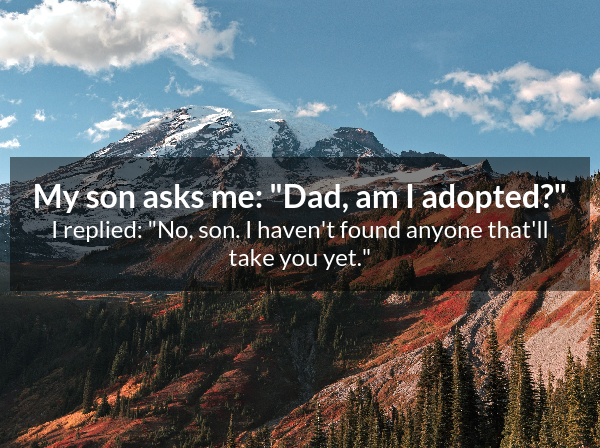 My son asks me: "Dad, am I adopted?"
I replied: "No, son. I haven't found anyone that'll
take you yet."